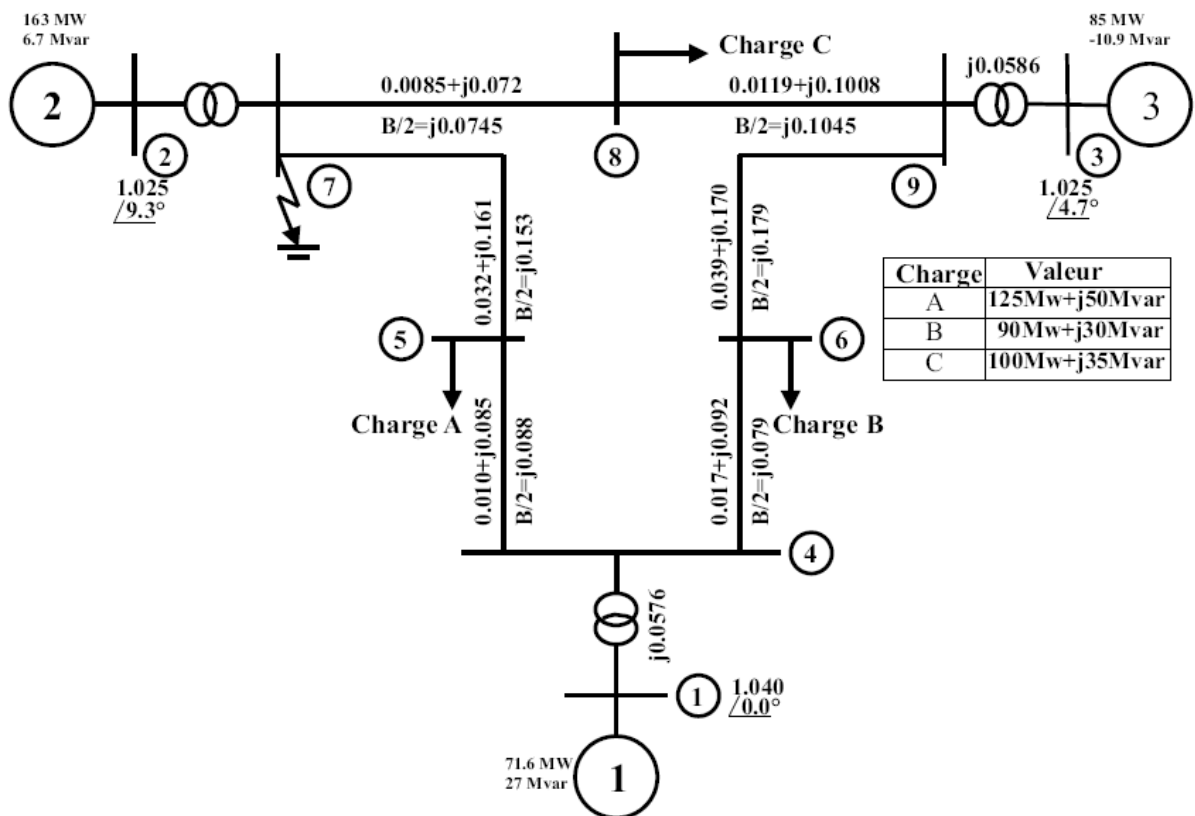 163 MW
6.7 Mvar
2
2
1.025
/9.3°
7
0.0085+j0.072
B/2=j0.0745
Charge C
8
0.0119+j0.1008
B/2=j0.1045
9
j0.0586
85 MW
-10.9 Mvar
3
3
1.025
/4.7°
0.032+j0.161
B/2=j0.153
0.039+j0.170
B/2=j0.179
Charge Valeur
A 125Mw+j50Mvar
B 90Mw+j30Mvar
C 100Mw+j35Mvar
5
6
Charge A
Charge B
0.010+j0.085
B/2=j0.088
0.017+j0.092
B/2=j0.079
4
j0.0576
1
1.040
/0.0°
71.6 MW
27 Mvar
1